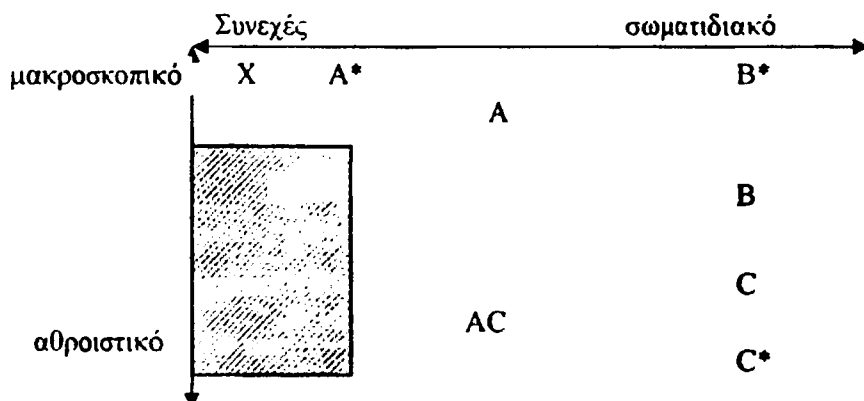 Συνεχές σωματιδιακό
μακροσκοπικό X A* B*
A
B
C
AC
αθροιστικό
C*